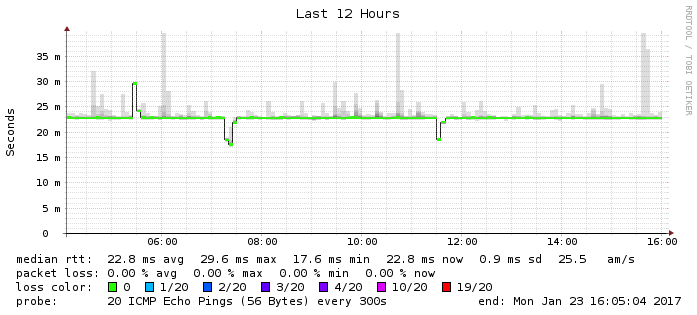 Last 12 Hours
RRDTOOL / TOBI OETIKER
Seconds
35 m
30 m
25 m
20 m
15 m
10 m
5 m
0
06:00 08:00 10:00 12:00 14:00 16:00
median rtt: 22.8 ms avg 29.6 ms max 17.6 ms min 22.8 ms now 0.9 ms sd 25.5 am/s
packet loss: 0.00 % avg 0.00 % max 0.00 % min 0.00 % now
loss color: 0 1/20 2/20 3/20 4/20 10/20 19/20
probe: 20 ICMP Echo Pings (56 Bytes) every 300s end: Mon Jan 23 16:05:04 2017